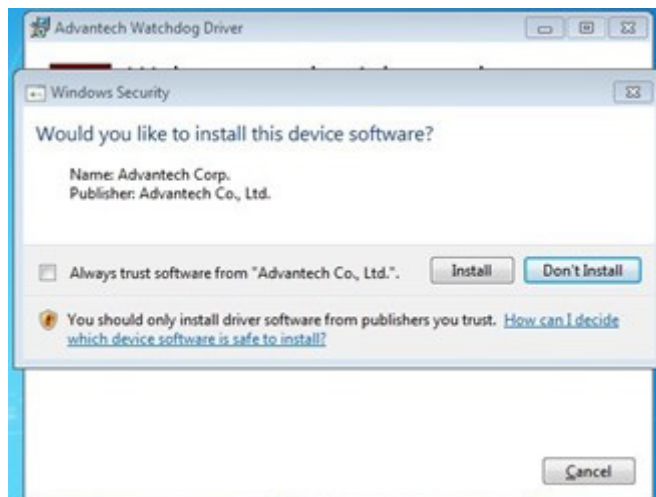 Advantech Watchdog Driver
Windows Security
Would you like to install this device software?
Name: Advantech Corp.
Publisher: Advantech Co., Ltd.
Always trust software from "Advantech Co., Ltd.".
Install
Don't Install
You should only install driver software from publishers you trust. How can I decide
which device software is safe to install?
Cancel